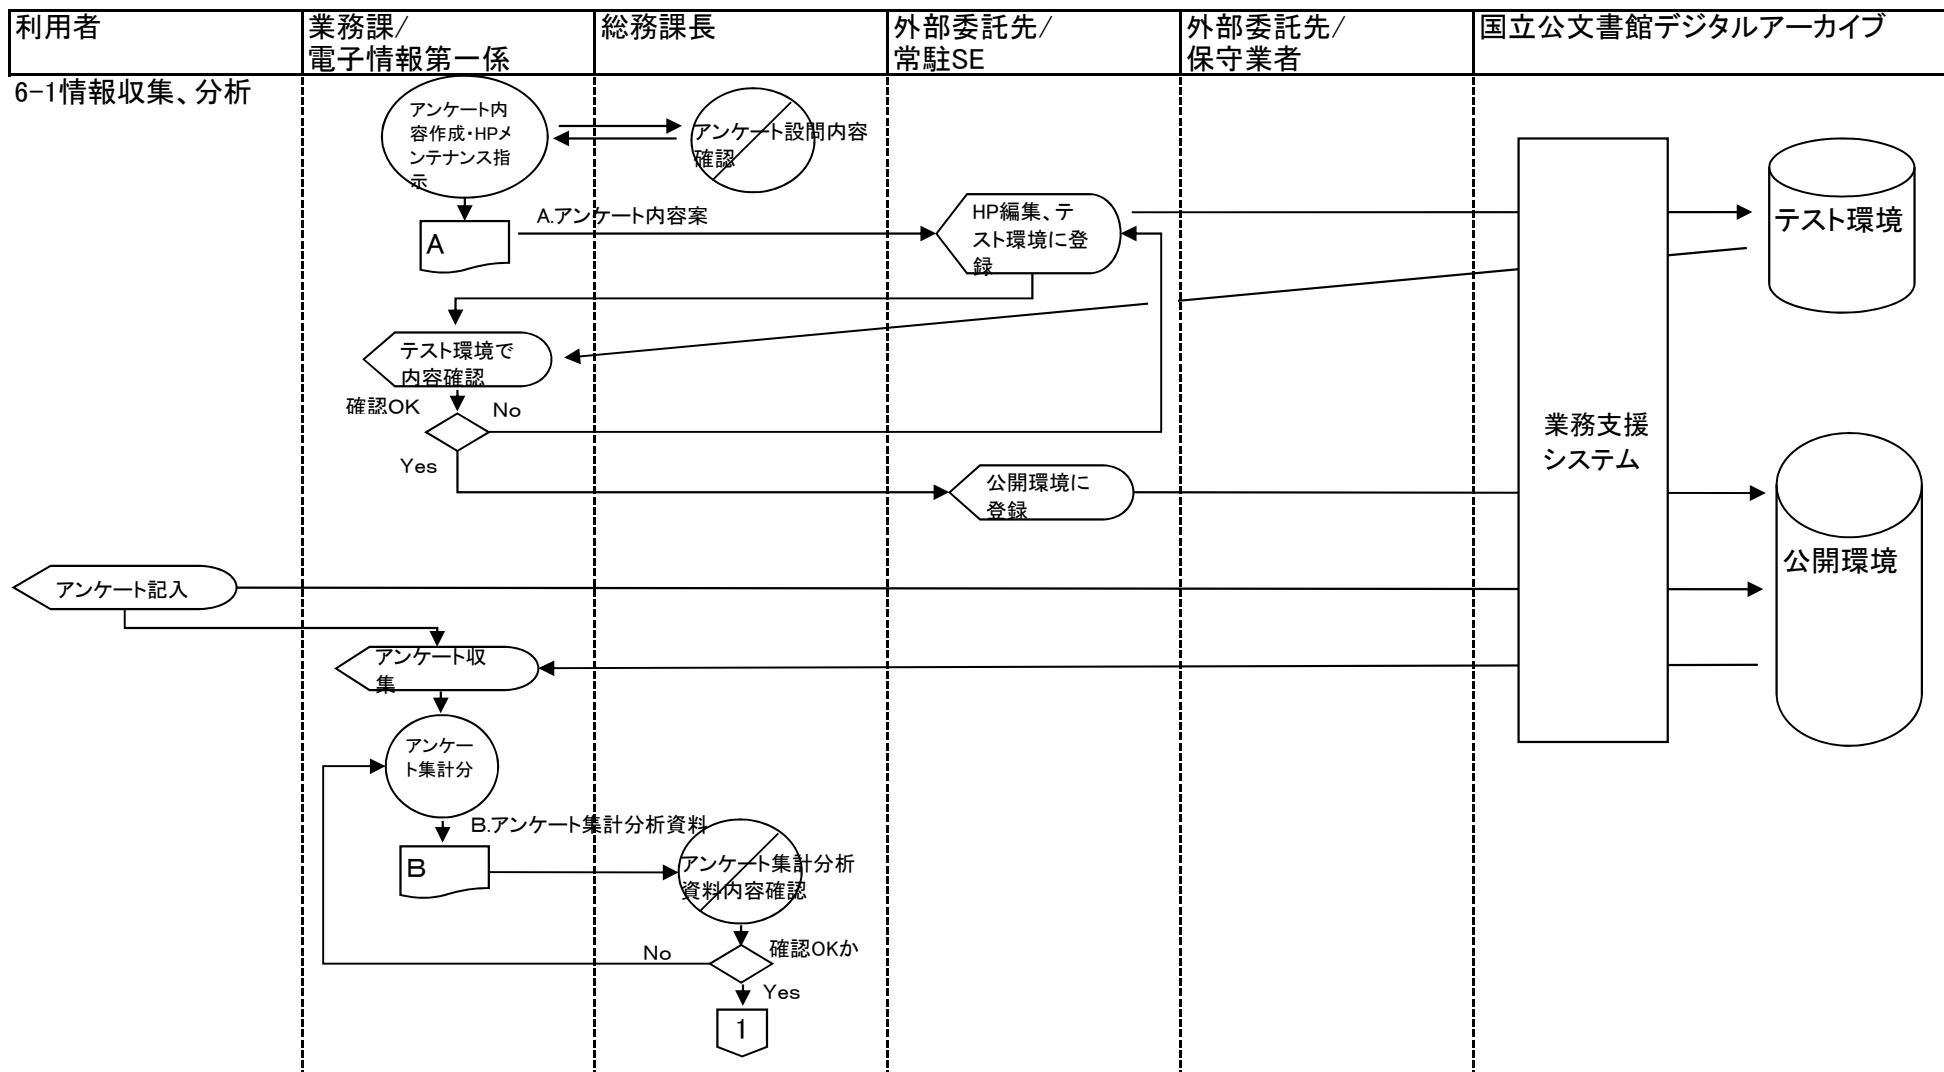 利用者
業務課/
電子情報第一係
総務課長
外部委託先/
常駐SE
外部委託先/
保守業者
国立公文書館デジタルアーカイブ
6-1情報収集、分析
アンケート内
容作成・HPメ
ンテナンス指
示
アンケート設問内容
確認
A
A.アンケート内容案
HP編集、テ
スト環境に登
録
テスト環境
テスト環境で
内容確認
確認OK
No
Yes
公開環境に
登録
業務支援
システム
公開環境
アンケート記入
アンケート収
集
アンケー
ト集計分
B.アンケート集計分析資料
B
アンケート集計分析
資料内容確認
No
確認OKか
Yes
1